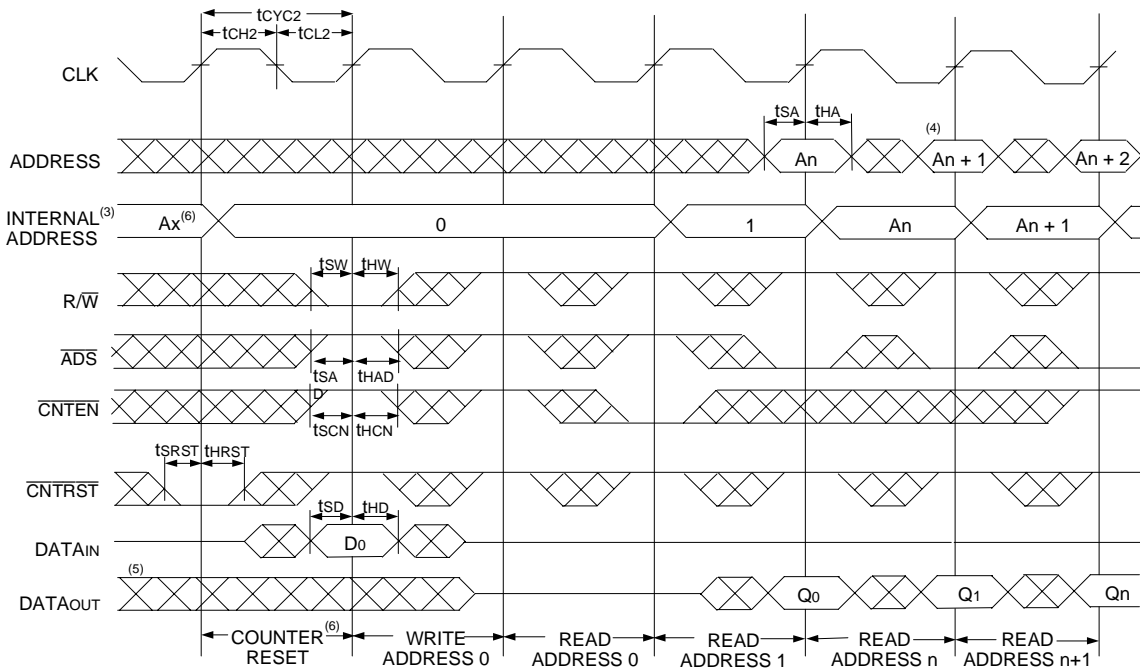 tCYC2
tCH2 tCL2
CLK
tSA tHA
(4)
ADDRESS An An + 1 An + 2
INTERNAL(3) ADDRESS Ax(6) 0 1 An An + 1
tSW tHW
R/W
ADS
tSAD tHAD
CNTEN
tSCN tHCN
tSRST tHRST
CNTRST
tSD tHD
DATAIN D0
(5)
DATAOUT Q0 Q1 Qn
COUNTER(6) RESET
WRITE ADDRESS 0
READ ADDRESS 0
READ ADDRESS 1
READ ADDRESS n
READ ADDRESS n+1